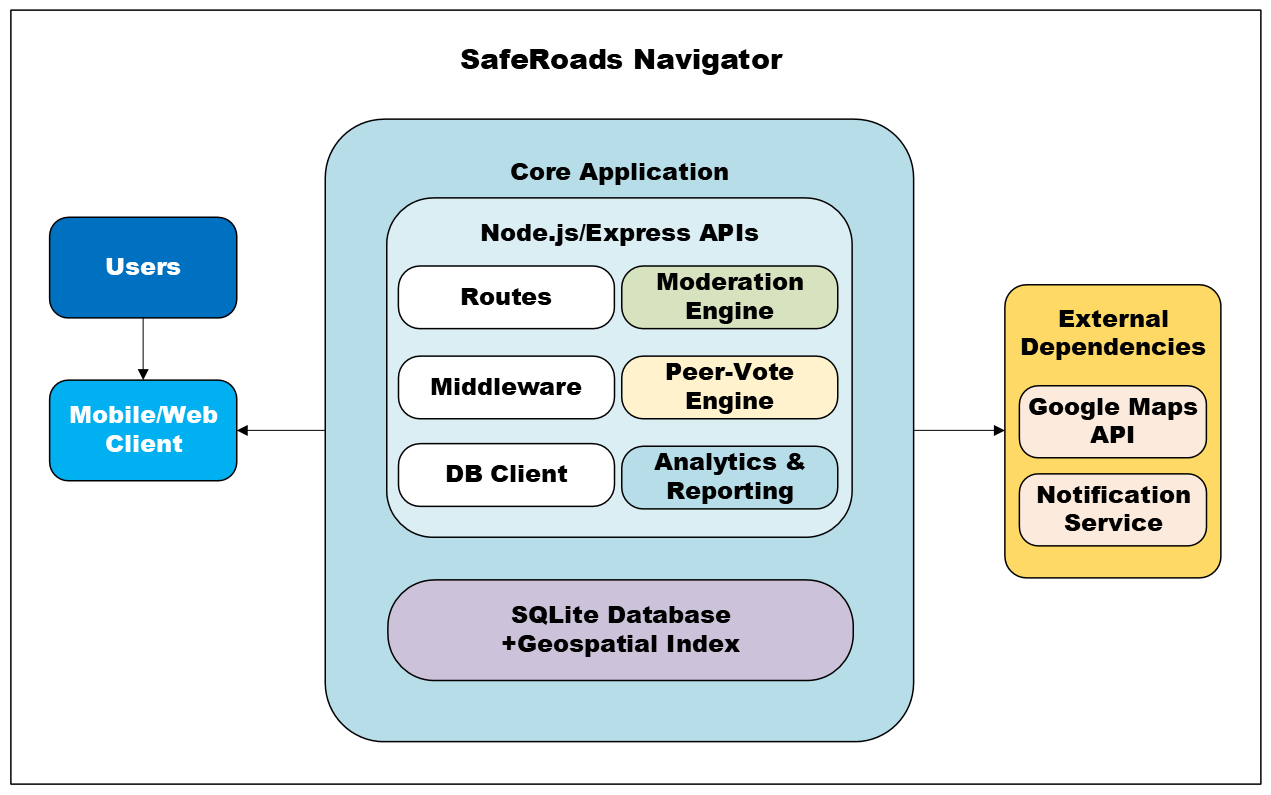 SafeRoads Navigator
Core Application
Node.js/Express APIs
Users
Routes
Moderation
Engine
Middleware
Peer-Vote
Engine
Mobile/Web
Client
DB Client
Analytics &
Reporting
External
Dependencies
Google Maps
API
Notification
Service
SQLite Database
+Geospatial Index